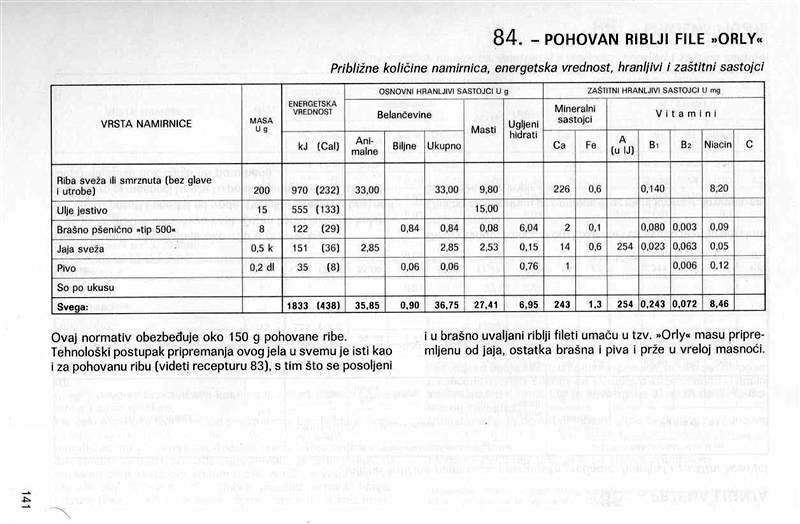 84. – POHOVAN RIBLJI FILE »ORLY«
Približne količine namirnica, energetska vrednost, hranljivi i zaštitni sastojci
VRSTA NAMIRNICE MASA U g ENERGETSKA VREDNOST OSNOVNI HRANLJIVI SASTOJCI U g ZAŠTITNI HRANLJIVI SASTOJCI U mg
Belančevine Masti Ugljeni hidrati Mineralni sastojci Vitamini
kJ (Cal) Ani-malne Biljne Ukupno Ca Fe A (u IJ) B1 B2 Niacin C
Riba sveža ili smrznuta (bez glave
i utrobe) 200 970 (232) 33,00 33,00 9,80 226 0,6 0,140 8,20
Ulje jestivo 15 555 (133) 15,00
Brašno pšenično »tip 500« 8 122 (29) 0,84 0,84 0,08 6,04 2 0,1 0,080 0,003 0,09
Jaja sveža 0,5 k 151 (36) 2,85 2,85 2,53 0,15 14 0,6 254 0,023 0,063 0,05
Pivo 0,2 dl 35 (8) 0,06 0,06 0,76 1 0,006 0,12
So po ukusu
Svega: 1833 (438) 35,85 0,90 36,75 27,41 6,95 243 1,3 254 0,243 0,072 8,46
Ovaj normativ obezbeđuje oko 150 g pohovane ribe.
Tehnološki postupak pripremanja ovog jela u svemu je isti kao
i za pohovanu ribu (videti recepturu 83), s tim što se posoljeni
i u brašno uvaljani riblji fileti umaču u tzv. »Orly« masu pripre-
mljenu od jaja, ostatka brašna i piva i prže u vreloj masnoći.
141